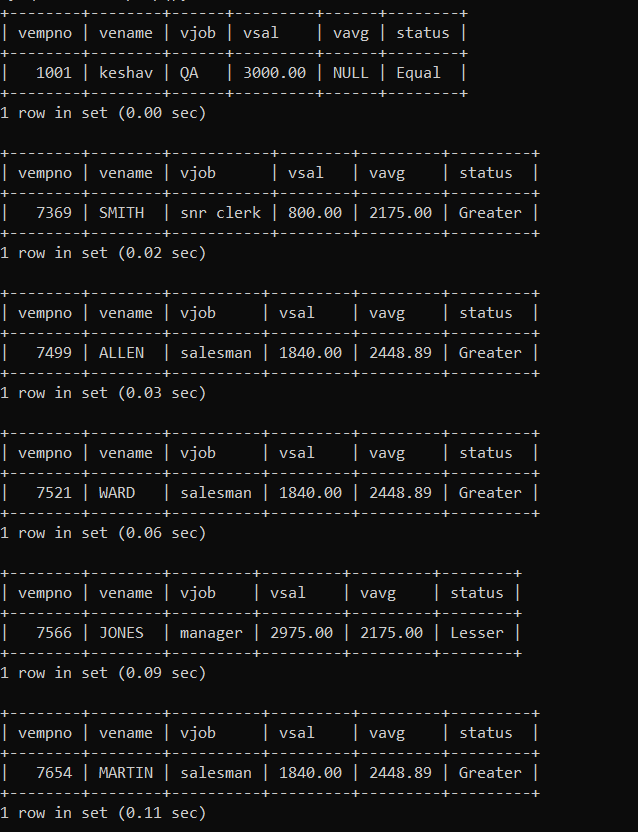 +--------+--------+------+---------+------+--------+
| vempno | vename | vjob | vsal    | vavg | status |
+--------+--------+------+---------+------+--------+
|   1001 | keshav | QA   | 3000.00 | NULL | Equal  |
+--------+--------+------+---------+------+--------+
1 row in set (0.00 sec)
+--------+--------+-----------+--------+---------+---------+
| vempno | vename | vjob      | vsal   | vavg    | status  |
+--------+--------+-----------+--------+---------+---------+
|   7369 | SMITH  | snr clerk | 800.00 | 2175.00 | Greater |
+--------+--------+-----------+--------+---------+---------+
1 row in set (0.02 sec)
+--------+--------+----------+---------+---------+---------+
| vempno | vename | vjob     | vsal    | vavg    | status  |
+--------+--------+----------+---------+---------+---------+
|   7499 | ALLEN  | salesman | 1840.00 | 2448.89 | Greater |
+--------+--------+----------+---------+---------+---------+
1 row in set (0.03 sec)
+--------+--------+----------+---------+---------+---------+
| vempno | vename | vjob     | vsal    | vavg    | status  |
+--------+--------+----------+---------+---------+---------+
|   7521 | WARD   | salesman | 1840.00 | 2448.89 | Greater |
+--------+--------+----------+---------+---------+---------+
1 row in set (0.06 sec)
+--------+--------+---------+---------+---------+--------+
| vempno | vename | vjob    | vsal    | vavg    | status |
+--------+--------+---------+---------+---------+--------+
|   7566 | JONES  | manager | 2975.00 | 2175.00 | Lesser |
+--------+--------+---------+---------+---------+--------+
1 row in set (0.09 sec)
+--------+--------+----------+---------+---------+---------+
| vempno | vename | vjob     | vsal    | vavg    | status  |
+--------+--------+----------+---------+---------+---------+
|   7654 | MARTIN | salesman | 1840.00 | 2448.89 | Greater |
+--------+--------+----------+---------+---------+---------+
1 row in set (0.11 sec)